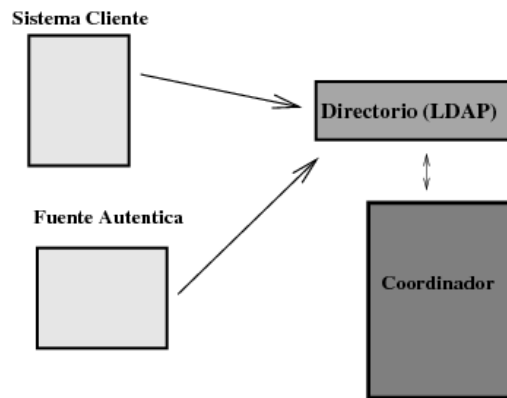 Sistema Cliente
Directorio (LDAP)
Fuente Autentica
Coordinador